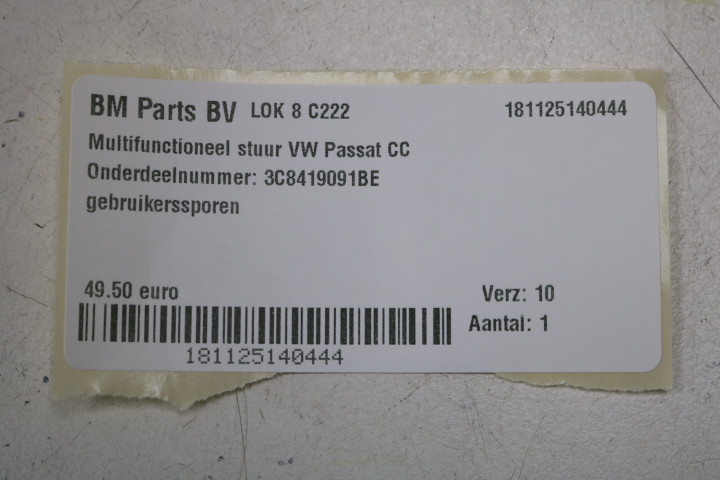 BM Parts BV LOK 8 C222 181125140444
Multifunctioneel stuur VW Passat CC
Onderdeelnummer: 3C8419091BE
gebruikerssporen
49.50 euro Verz: 10
Aantal: 1
181125140444